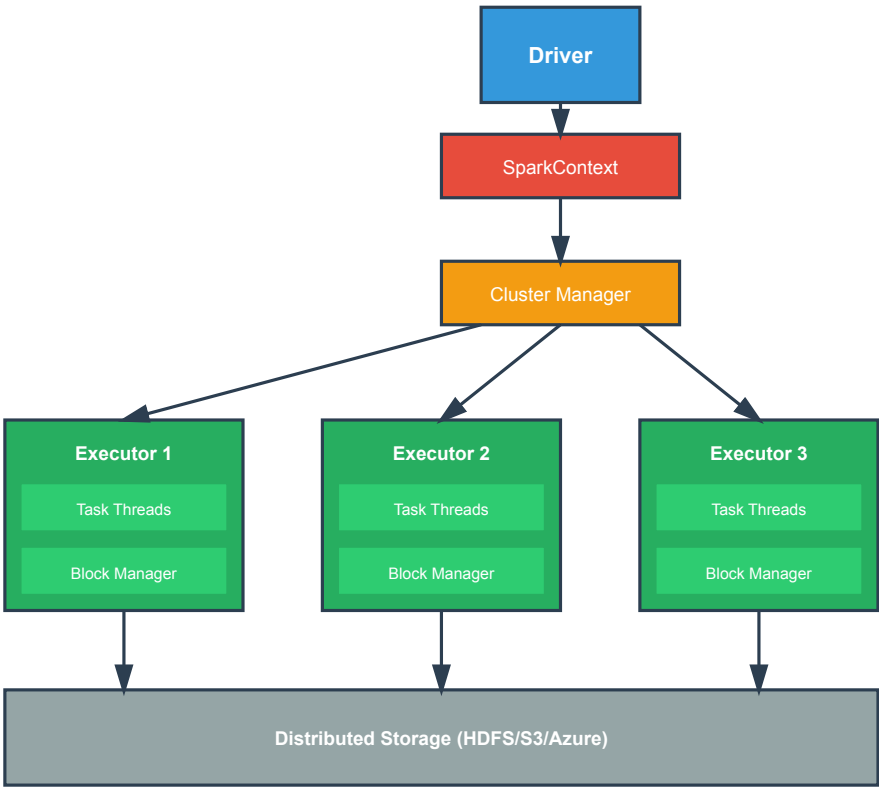 Driver
SparkContext
Cluster Manager
Executor 1
Task Threads
Block Manager
Executor 2
Task Threads
Block Manager
Executor 3
Task Threads
Block Manager
Distributed Storage (HDFS/S3/Azure)